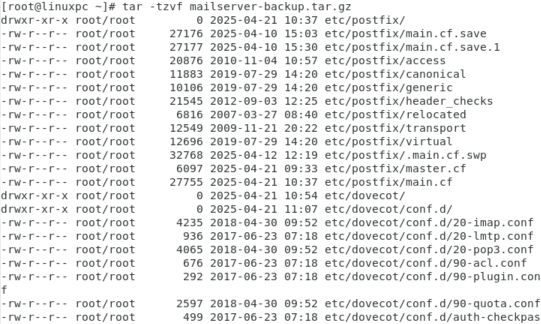 [root@linuxpc ~]# tar -tzvf mailserver-backup.tar.gz
drwxr-xr-x root/root         0 2025-04-21 10:37 etc/postfix/
-rw-r--r-- root/root     27176 2025-04-10 15:03 etc/postfix/main.cf.save
-rw-r--r-- root/root     27177 2025-04-10 15:30 etc/postfix/main.cf.save.1
-rw-r--r-- root/root     20876 2010-11-04 10:57 etc/postfix/access
-rw-r--r-- root/root     11883 2019-07-29 14:20 etc/postfix/canonical
-rw-r--r-- root/root     10106 2019-07-29 14:20 etc/postfix/generic
-rw-r--r-- root/root     21545 2012-09-03 12:25 etc/postfix/header_checks
-rw-r--r-- root/root      6816 2007-03-27 08:40 etc/postfix/relocated
-rw-r--r-- root/root     12549 2009-11-21 20:22 etc/postfix/transport
-rw-r--r-- root/root     12696 2019-07-29 14:20 etc/postfix/virtual
-rw-r--r-- root/root     32768 2025-04-12 12:19 etc/postfix/.main.cf.swp
-rw-r--r-- root/root      6097 2025-04-21 09:33 etc/postfix/master.cf
-rw-r--r-- root/root     27755 2025-04-21 10:37 etc/postfix/main.cf
drwxr-xr-x root/root         0 2025-04-21 10:54 etc/dovecot/
drwxr-xr-x root/root         0 2025-04-21 11:07 etc/dovecot/conf.d/
-rw-r--r-- root/root      4235 2018-04-30 09:52 etc/dovecot/conf.d/20-imap.conf
-rw-r--r-- root/root       936 2017-06-23 07:18 etc/dovecot/conf.d/20-lmtp.conf
-rw-r--r-- root/root      4065 2018-04-30 09:52 etc/dovecot/conf.d/20-pop3.conf
-rw-r--r-- root/root       676 2017-06-23 07:18 etc/dovecot/conf.d/90-acl.conf
-rw-r--r-- root/root       292 2017-06-23 07:18 etc/dovecot/conf.d/90-plugin.con
f
-rw-r--r-- root/root      2597 2018-04-30 09:52 etc/dovecot/conf.d/90-quota.conf
-rw-r--r-- root/root       499 2017-06-23 07:18 etc/dovecot/conf.d/auth-checkpas